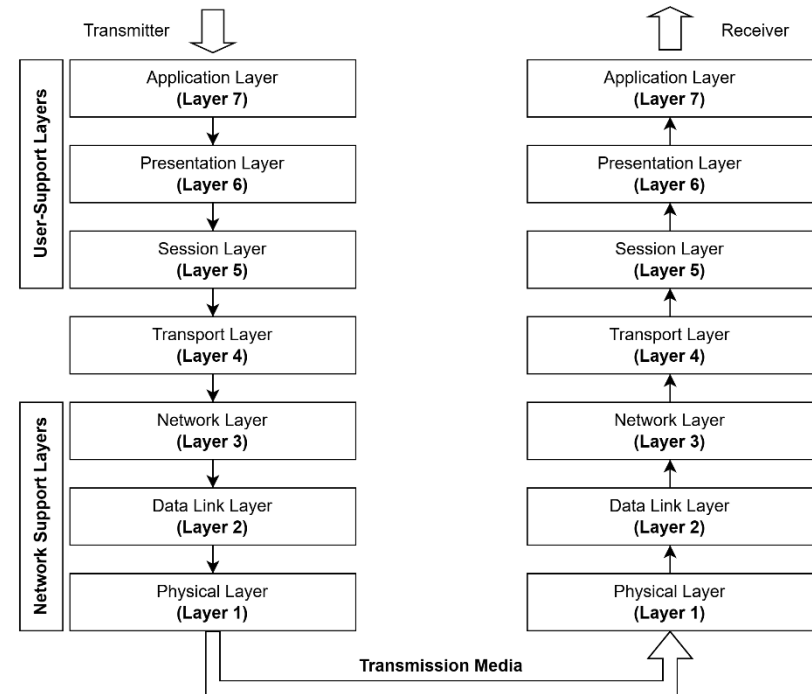 Transmitter
User-Support Layers
Application Layer
(Layer 7)
Presentation Layer
(Layer 6)
Session Layer
(Layer 5)
Transport Layer
(Layer 4)
Network Support Layers
Network Layer
(Layer 3)
Data Link Layer
(Layer 2)
Physical Layer
(Layer 1)
Transmission Media
Receiver
Application Layer
(Layer 7)
Presentation Layer
(Layer 6)
Session Layer
(Layer 5)
Transport Layer
(Layer 4)
Network Layer
(Layer 3)
Data Link Layer
(Layer 2)
Physical Layer
(Layer 1)